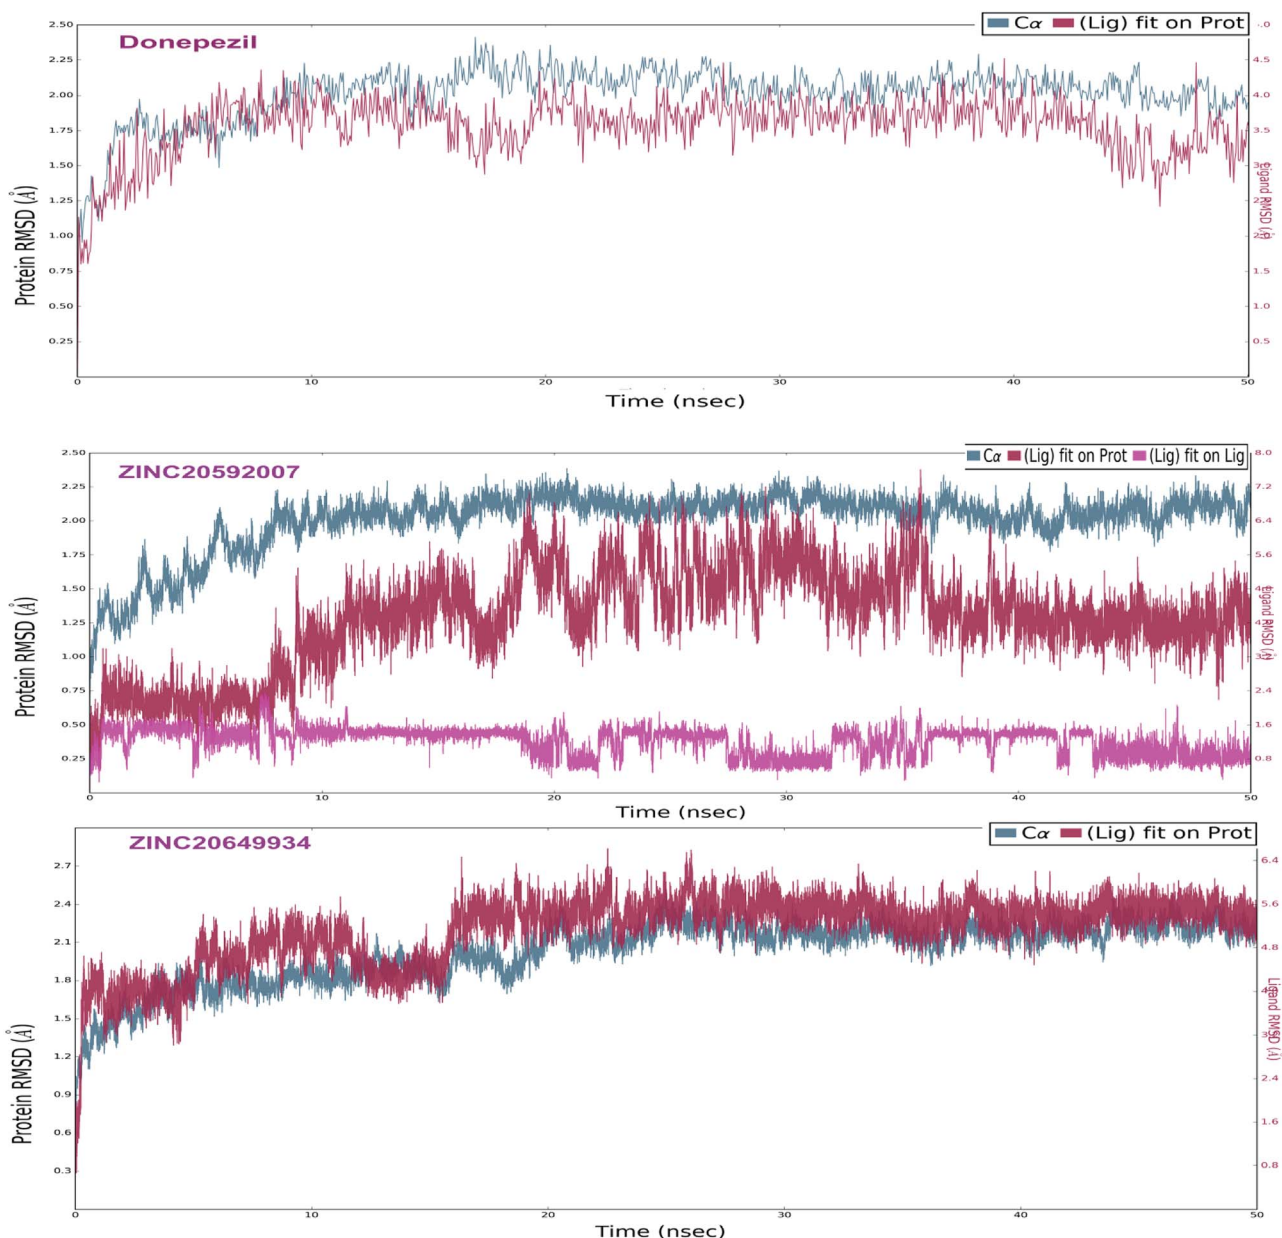 Donepezil
Cα (Lig) fit on Prot
Protein RMSD (Å)
2.50
2.25
2.00
1.75
1.50
1.25
1.00
0.75
0.50
0.25
4.5
4.0
3.5
1.5
1.0
0.5
Ligand RMSD (Å)
0 10 20 30 40 50
Time (nsec)
ZINC20592007
Cα (Lig) fit on Prot (Lig) fit on Lig
Protein RMSD (Å)
2.50
2.25
2.00
1.75
1.50
1.25
1.00
0.75
0.50
0.25
8.0
7.2
6.4
5.6
2.4
1.6
0.8
RMSD (Å)
0 10 20 30 40 50
Time (nsec)
ZINC20649934
Cα (Lig) fit on Prot
Protein RMSD (Å)
2.7
2.4
2.1
1.8
1.5
1.2
0.9
0.6
0.3
6.4
5.6
4.8
2.4
1.6
0.8
Ligand RMSD (Å)
0 10 20 30 40 50
Time (nsec)